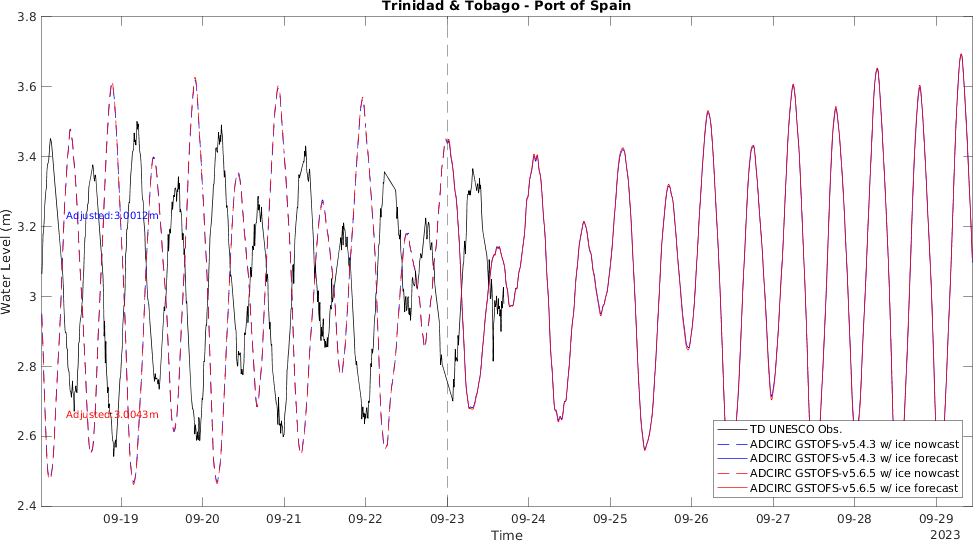 Trinidad & Tobago - Port of Spain
3.8
3.6
3.4
3.2
3
2.8
2.6
2.4
Water Level (m)
Adjusted:3.0012m
Adjusted:3.0043m
TD UNESCO Obs.
ADCIRC GSTOFS-v5.4.3 w/ ice nowcast
ADCIRC GSTOFS-v5.4.3 w/ ice forecast
ADCIRC GSTOFS-v5.6.5 w/ ice nowcast
ADCIRC GSTOFS-v5.6.5 w/ ice forecast
09-19 09-20 09-21 09-22 09-23 09-24 09-25 09-26 09-27 09-28 09-29
2023
Time